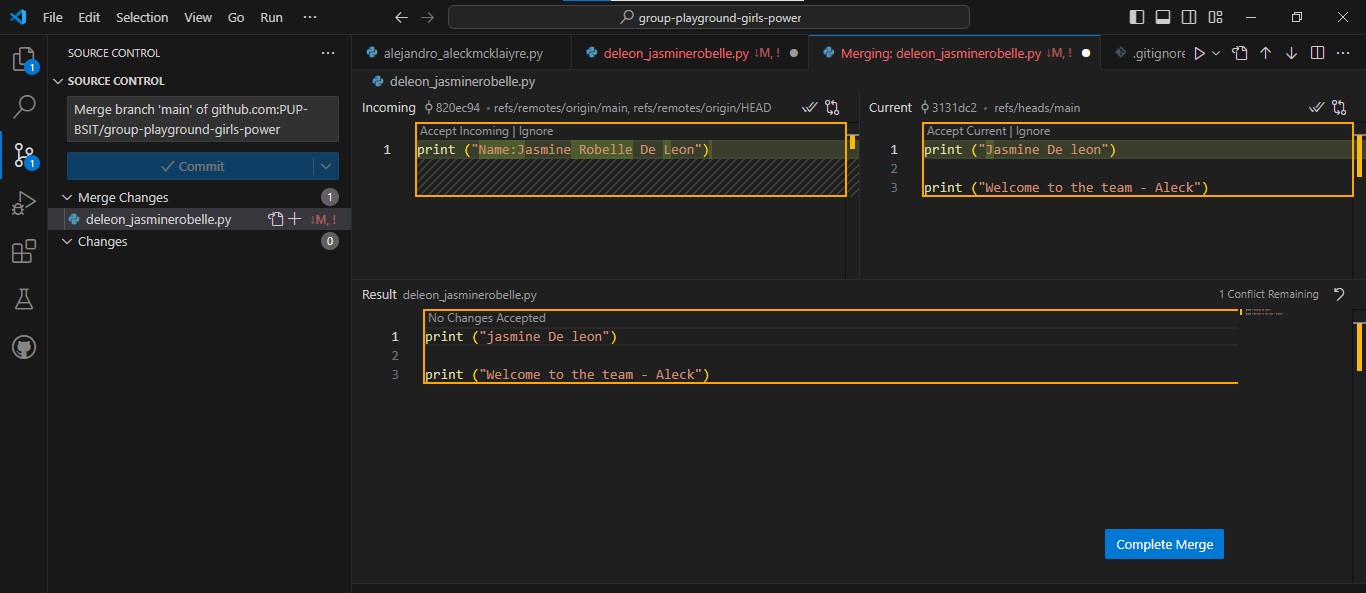 File Edit Selection View Go Run ··· group-playground-girls-power
SOURCE CONTROL ···
SOURCE CONTROL
Merge branch 'main' of github.com:PUP-
BSIT/group-playground-girls-power
Commit
Merge Changes 1
deleon_jasminerobelle.py ↓M, !
Changes 0
1
1
alejandro_aleckmcklaiyre.py deleon_jasminerobelle.py ↓M, ! Merging: deleon_jasminerobelle.py ↓M, ! .gitignore ···
deleon_jasminerobelle.py
Incoming 820ec94 • refs/remotes/origin/main, refs/remotes/origin/HEAD
Accept Incoming | Ignore
1 print ("Name:Jasmine Robelle De Leon")
Current 3131dc2 • refs/heads/main
Accept Current | Ignore
1 print ("Jasmine De leon")
2
3 print ("Welcome to the team - Aleck")
Result deleon_jasminerobelle.py 1 Conflict Remaining
No Changes Accepted
1 print ("jasmine De leon")
2
3 print ("Welcome to the team - Aleck")
Complete Merge